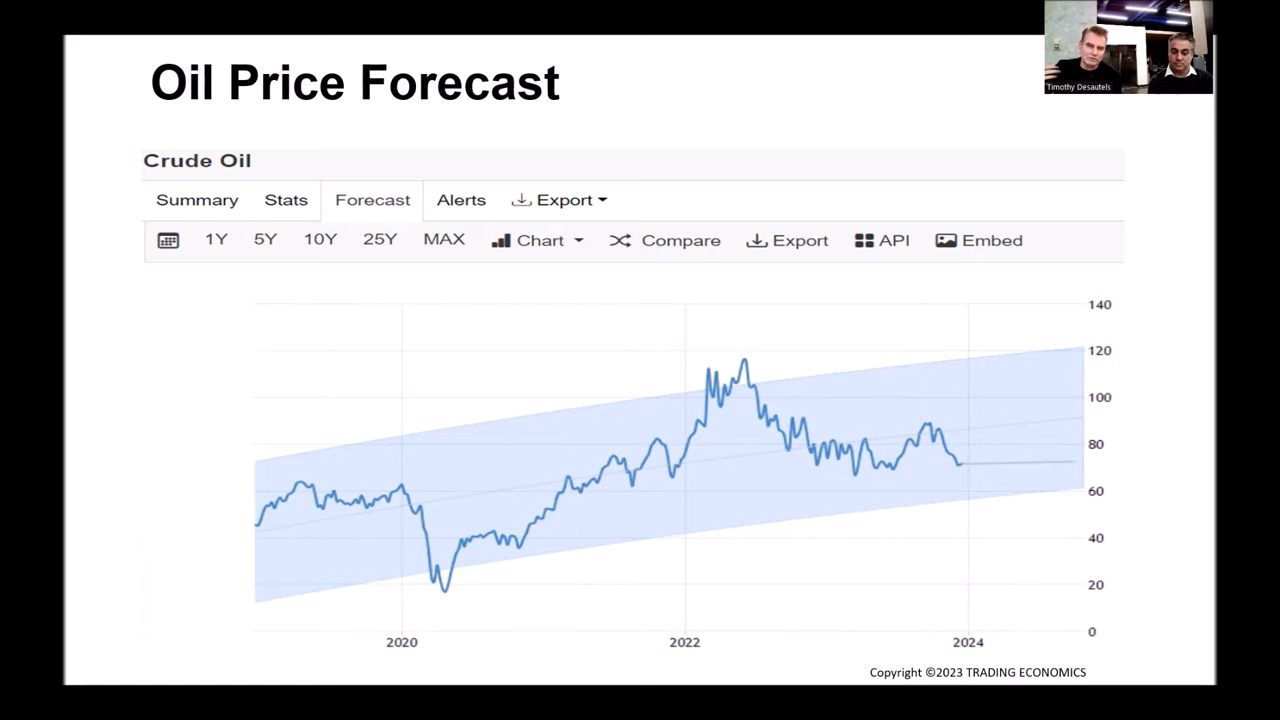 Oil Price Forecast
Timothy Desautels
Crude Oil
Summary Stats Forecast Alerts Export
1Y 5Y 10Y 25Y MAX Chart Compare Export API Embed
140
120
100
80
60
40
20
0
2020 2022 2024
Copyright ©2023 TRADING ECONOMICS